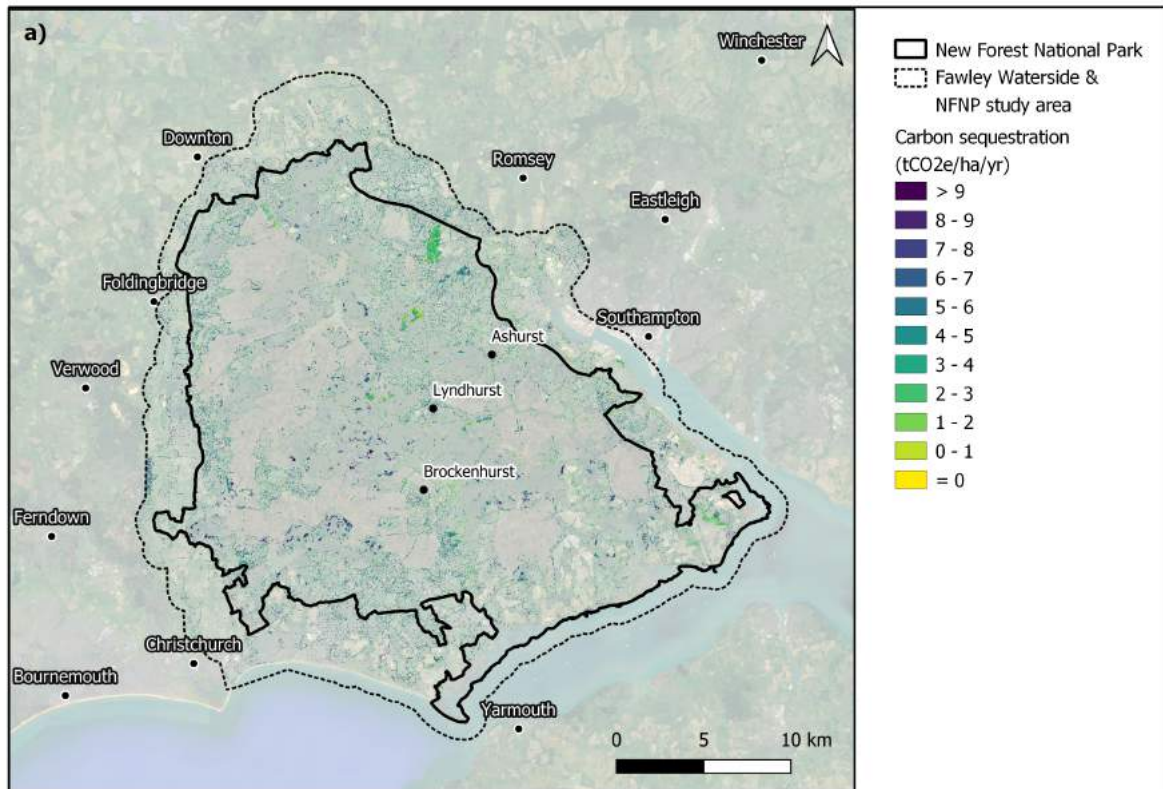 a)
Winchester
Downton
Romsey
Eastleigh
Foldingbridge
Southampton
Ashurst
Verwood
Lyndhurst
Brockenhurst
Ferndown
Christchurch
Bournemouth
Yarmouth
0 5 10 km
New Forest National Park
Fawley Waterside &
NFNP study area
Carbon sequestration
(tCO2e/ha/yr)
> 9
8 - 9
7 - 8
6 - 7
5 - 6
4 - 5
3 - 4
2 - 3
1 - 2
0 - 1
= 0